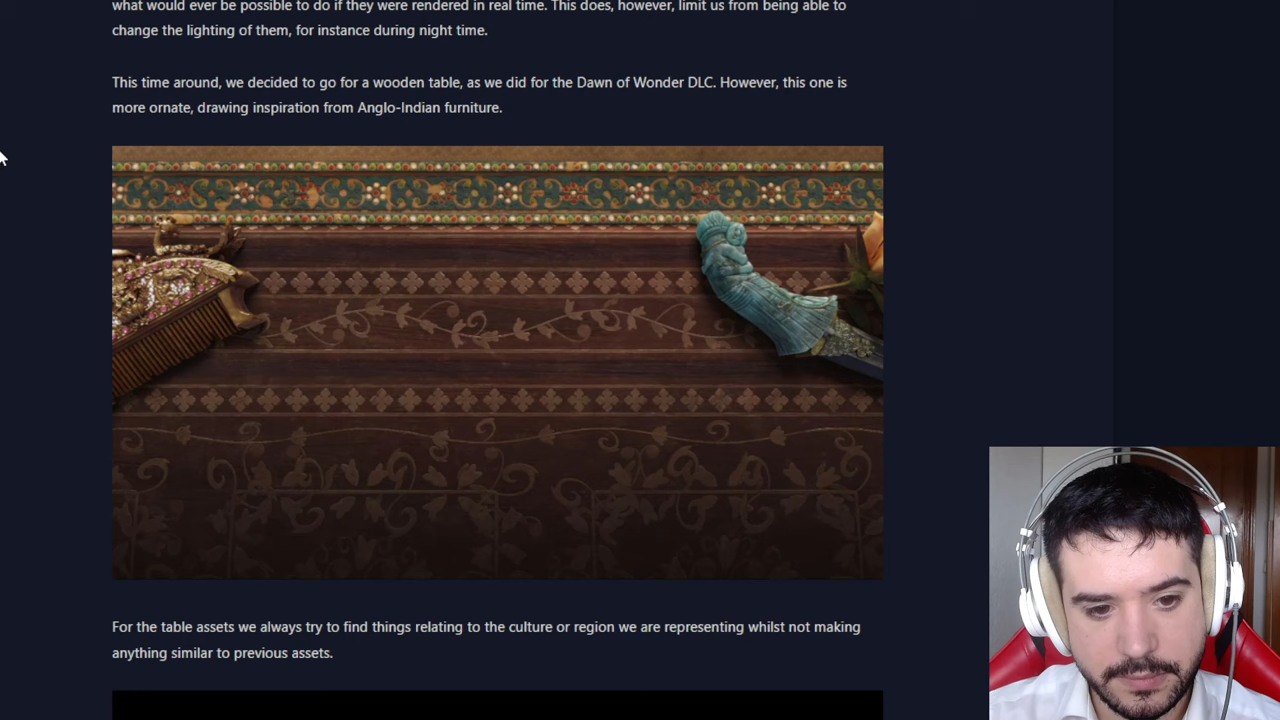 what would ever be possible to do if they were rendered in real time. This does, however, limit us from being able to
change the lighting of them, for instance during night time.
This time around, we decided to go for a wooden table, as we did for the Dawn of Wonder DLC. However, this one is
more ornate, drawing inspiration from Anglo-Indian furniture.
For the table assets we always try to find things relating to the culture or region we are representing whilst not making
anything similar to previous assets.